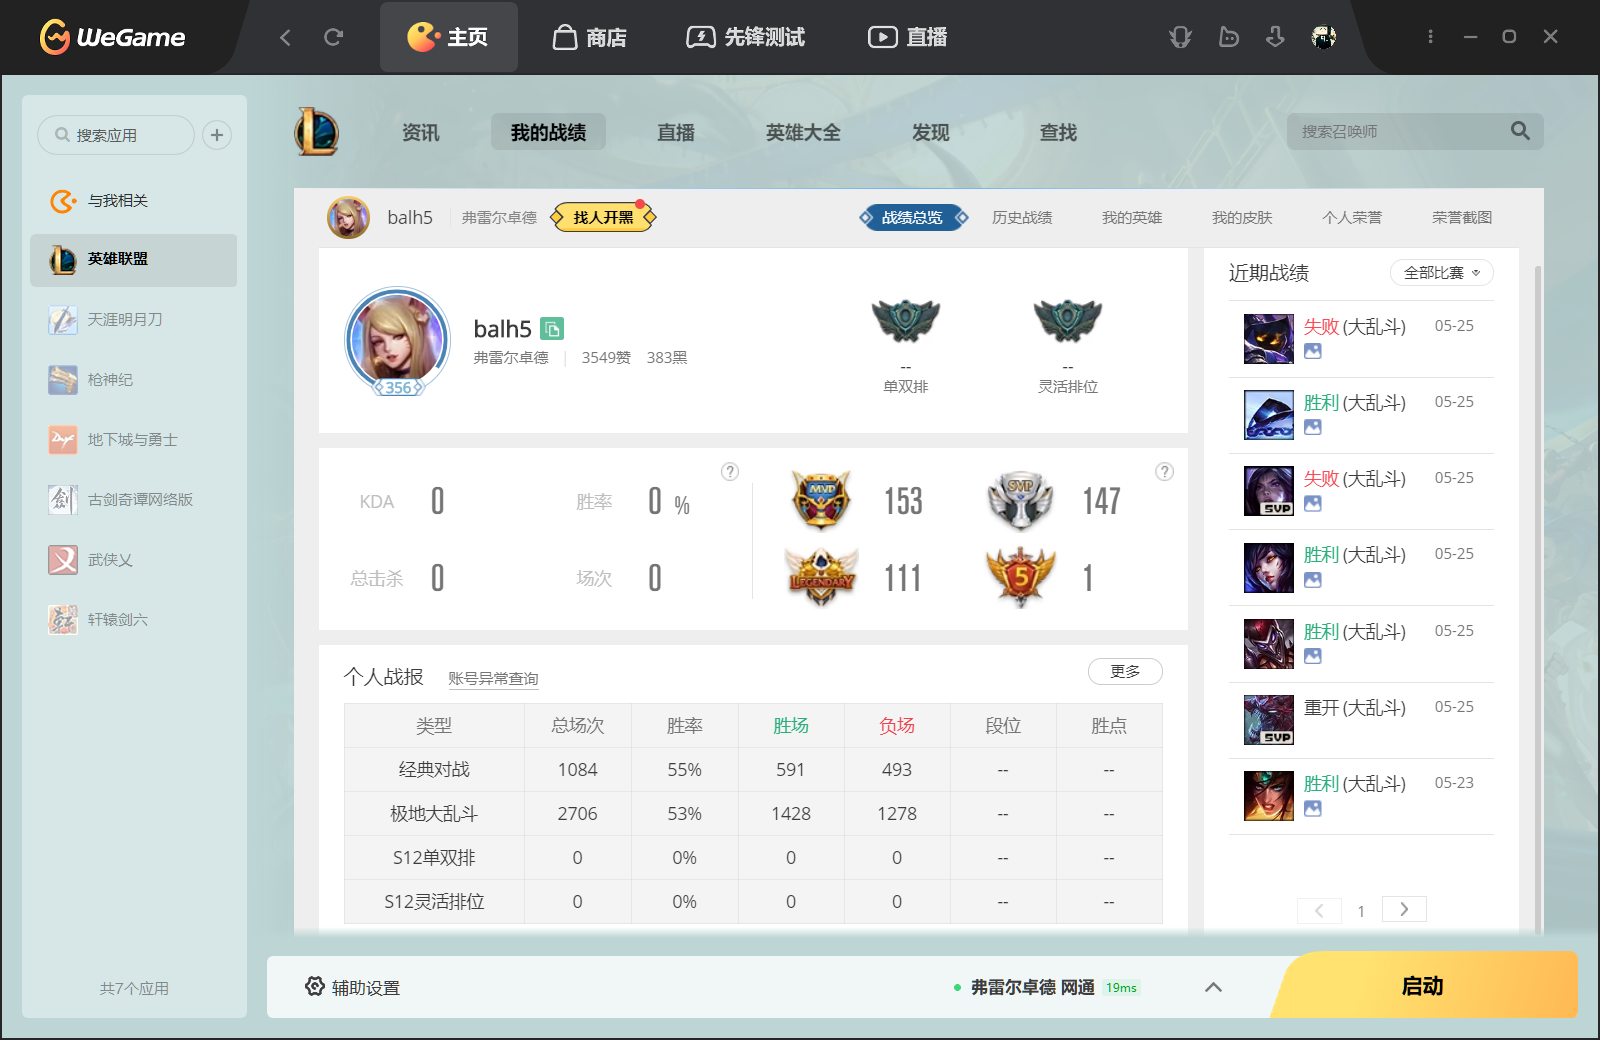 WeGame
主页
商店
先锋测试
直播
搜索应用
与我相关
英雄联盟
天涯明月刀
枪神纪
地下城与勇士
古剑奇谭网络版
武侠乂
轩辕剑六
共7个应用
资讯
我的战绩
直播
英雄大全
发现
查找
搜索召唤师
balh5
弗雷尔卓德
找人开黑
战绩总览
历史战绩
我的英雄
我的皮肤
个人荣誉
荣誉截图
356
balh5
弗雷尔卓德 3549赞 383黑
--
单双排
--
灵活排位
KDA 0
胜率 0 %
总击杀 0
场次 0
?
MVP 153
SVP 147
LEGENDARY 111
5 1
?
个人战报 账号异常查询 更多
类型 总场次 胜率 胜场 负场 段位 胜点
经典对战 1084 55% 591 493 -- --
极地大乱斗 2706 53% 1428 1278 -- --
S12单双排 0 0% 0 0 -- --
S12灵活排位 0 0% 0 0 -- --
近期战绩 全部比赛
失败 (大乱斗) 05-25
胜利 (大乱斗) 05-25
失败 (大乱斗) 05-25
SVP
胜利 (大乱斗) 05-25
胜利 (大乱斗) 05-25
重开 (大乱斗) 05-25
SVP
胜利 (大乱斗) 05-23
1
辅助设置
弗雷尔卓德 网通 19ms
启动